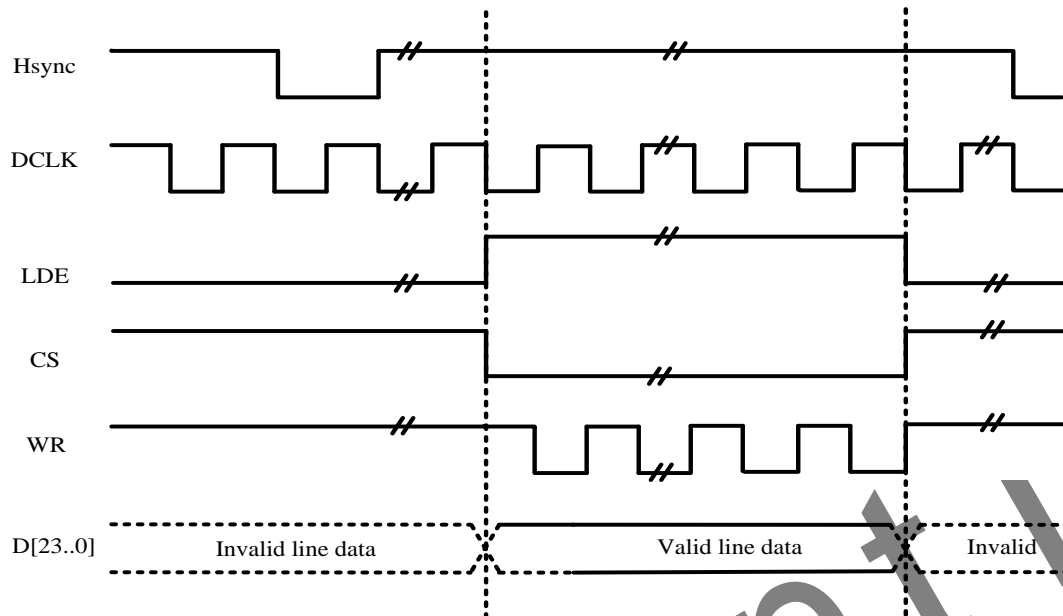 Hsync
DCLK
LDE
CS
WR
D[23..0]
Invalid line data
Valid line data
Invalid